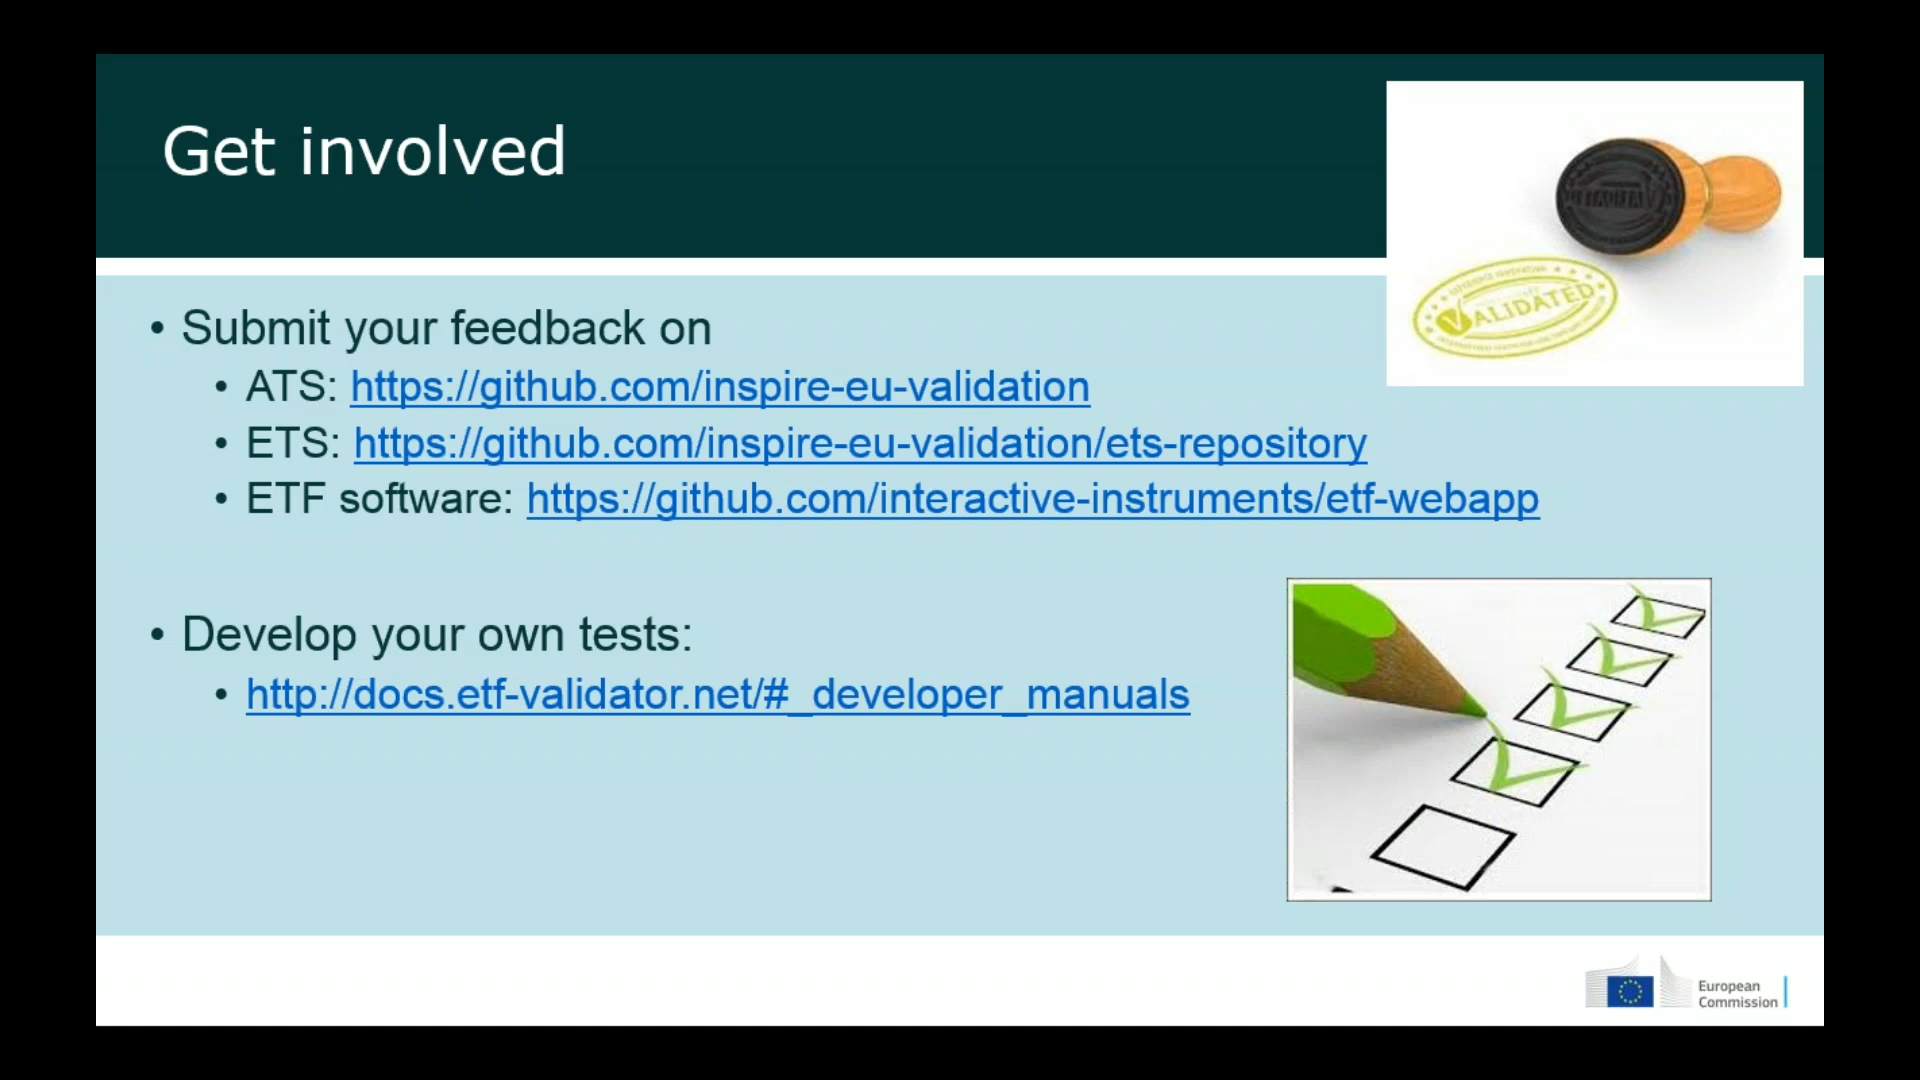 Get involved
VALIDATED
• Submit your feedback on
• ATS: https://github.com/inspire-eu-validation
• ETS: https://github.com/inspire-eu-validation/ets-repository
• ETF software: https://github.com/interactive-instruments/etf-webapp
• Develop your own tests:
• http://docs.etf-validator.net/#_developer_manuals
European
Commission